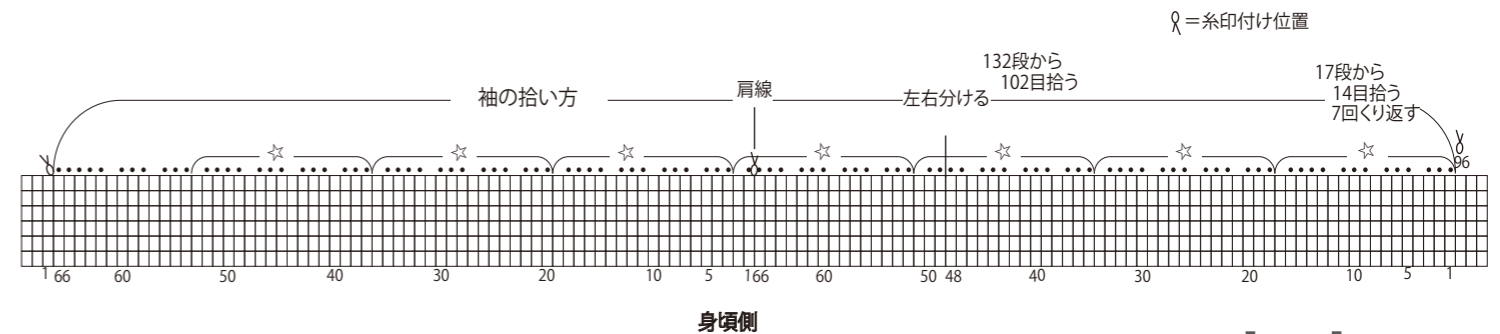 =糸印付け位置
132段から
102目拾う
17段から
14目拾う
7回くり返す
袖の拾い方
肩線
左右分ける
☆ ☆ ☆ ☆ ☆ ☆ ☆
96
1 66 60 50 40 30 20 10 5 1 66 60 50 48 40 30 20 10 5 1
身頃側